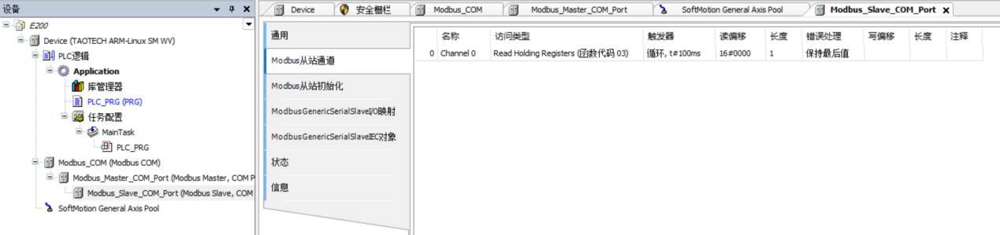 设备
E200
Device (TAOTECH ARM-Linux SM WV)
PLC逻辑
Application
库管理器
PLC_PRG (PRG)
任务配置
MainTask
PLC_PRG
Modbus_COM (Modbus COM)
Modbus_Master_COM_Port (Modbus Master, COM P
Modbus_Slave_COM_Port (Modbus Slave, COM
SoftMotion General Axis Pool
Device 安全栅栏 Modbus_COM Modbus_Master_COM_Port SoftMotion General Axis Pool Modbus_Slave_COM_Port
通用
Modbus从站通道
Modbus从站初始化
ModbusGenericSerialSlaveI/O映射
ModbusGenericSerialSlaveIEC对象
状态
信息
名称 访问类型 触发器 读偏移 长度 错误处理 写偏移 长度 注释
0 Channel 0 Read Holding Registers (函数代码 03) 循环, t#100ms 16#0000 1 保持最后值